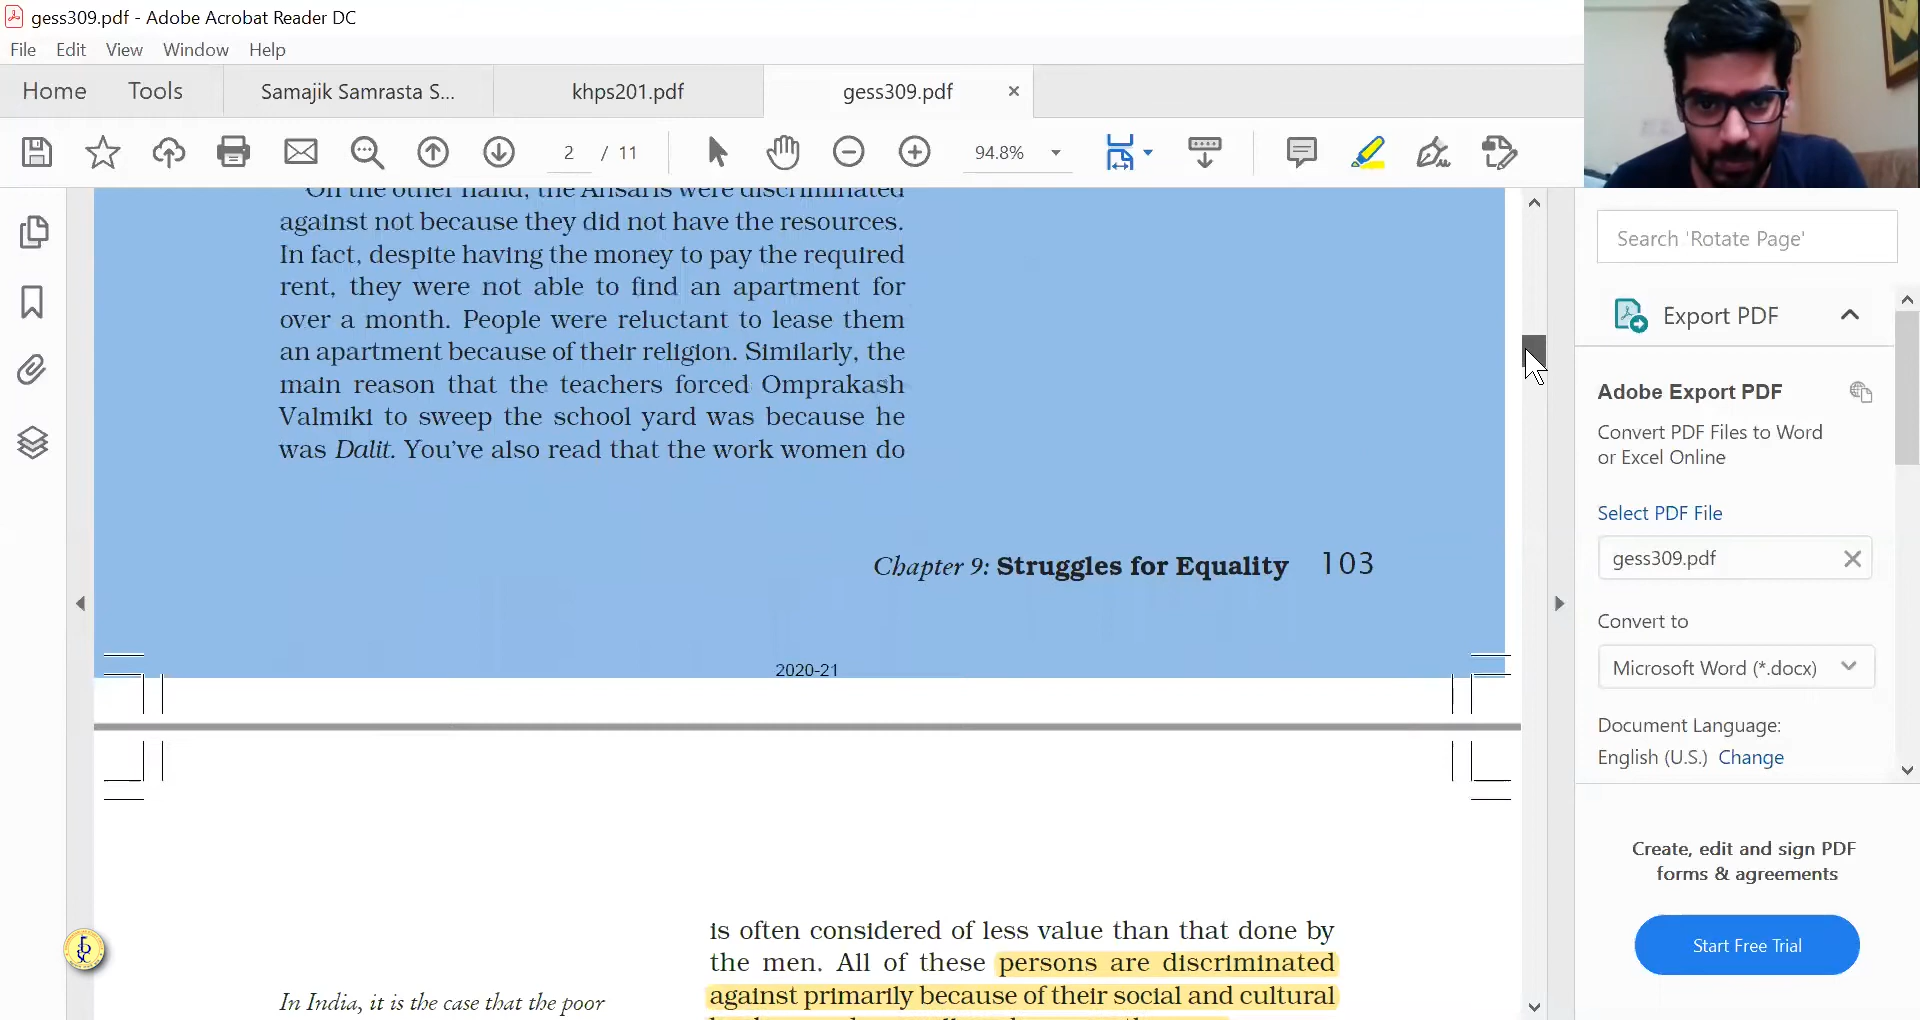 gess309.pdf - Adobe Acrobat Reader DC
File Edit View Window Help
Home Tools Samajik Samrasta S... khps201.pdf gess309.pdf
2 / 11 94.8%
On the other hand, the Ansaris were discriminated
against not because they did not have the resources.
In fact, despite having the money to pay the required
rent, they were not able to find an apartment for
over a month. People were reluctant to lease them
an apartment because of their religion. Similarly, the
main reason that the teachers forced Omprakash
Valmiki to sweep the school yard was because he
was Dalit. You've also read that the work women do
Chapter 9: Struggles for Equality 103
2020-21
is often considered of less value than that done by
the men. All of these persons are discriminated
against primarily because of their social and cultural
In India, it is the case that the poor
Search 'Rotate Page'
Export PDF
Adobe Export PDF
Convert PDF Files to Word
or Excel Online
Select PDF File
gess309.pdf
Convert to
Microsoft Word (*.docx)
Document Language:
English (U.S.) Change
Create, edit and sign PDF
forms & agreements
Start Free Trial